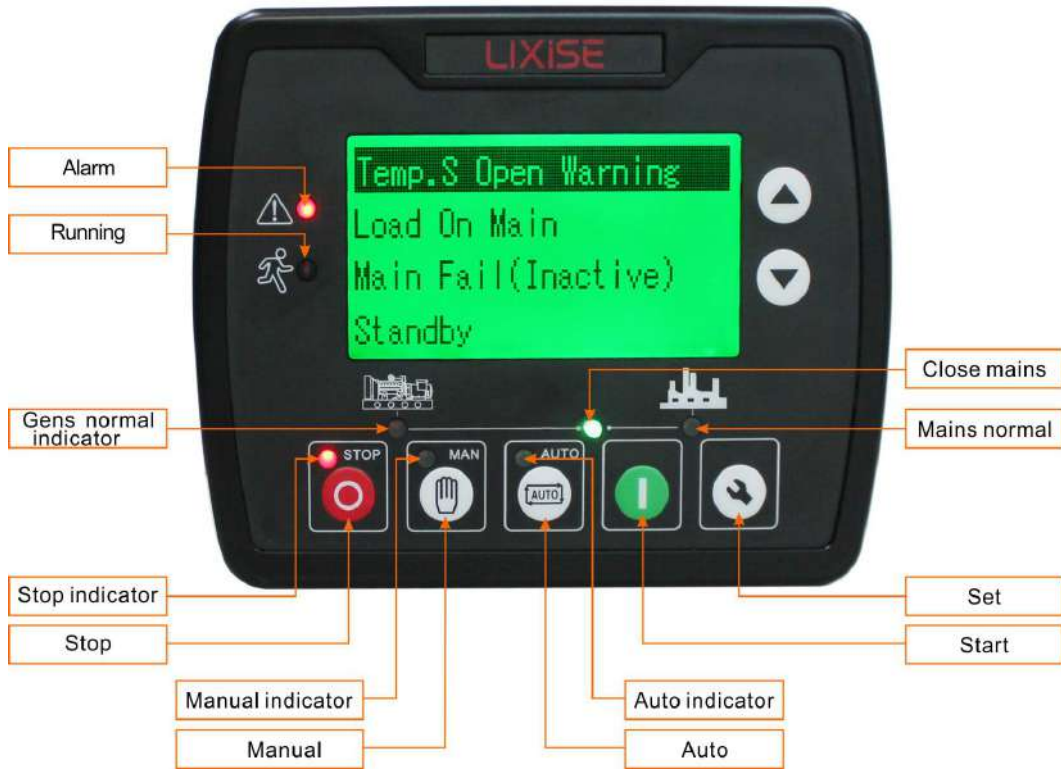 LIXiSE
Temp.S Open Warning
Load On Main
Main Fail(Inactive)
Standby
Alarm
Running
Close mains
Gens normal
indicator
Mains normal
STOP
MAN
AUTO
AUTO
Stop indicator
Set
Stop
Start
Manual indicator
Auto indicator
Manual
Auto